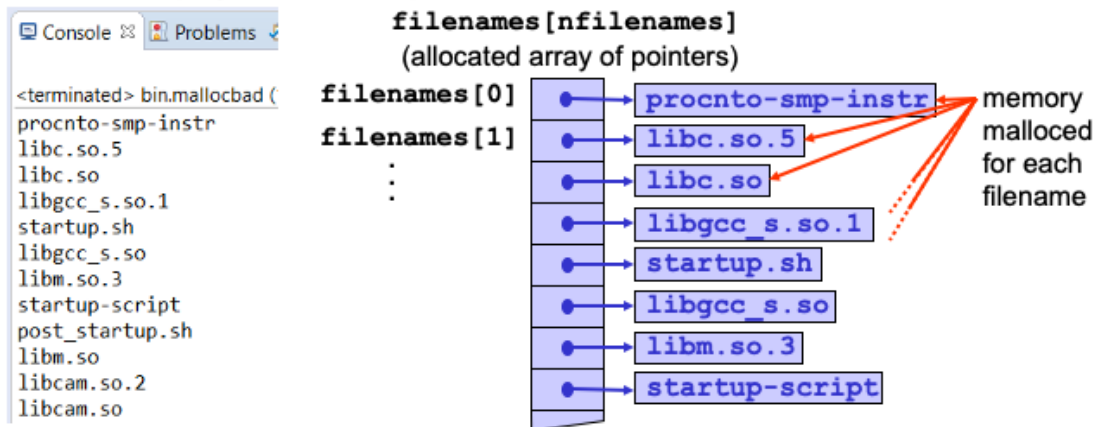 Console
Problems
<terminated> bin.mallocbad (
procnto-smp-instr
libc.so.5
libc.so
libgcc_s.so.1
startup.sh
libgcc_s.so
libm.so.3
startup-script
post_startup.sh
libm.so
libcam.so.2
libcam.so
filenames[nfilenames]
(allocated array of pointers)
filenames[0]
filenames[1]
:
procnto-smp-instr
libc.so.5
libc.so
libgcc_s.so.1
startup.sh
libgcc_s.so
libm.so.3
startup-script
memory
malloced
for each
filename